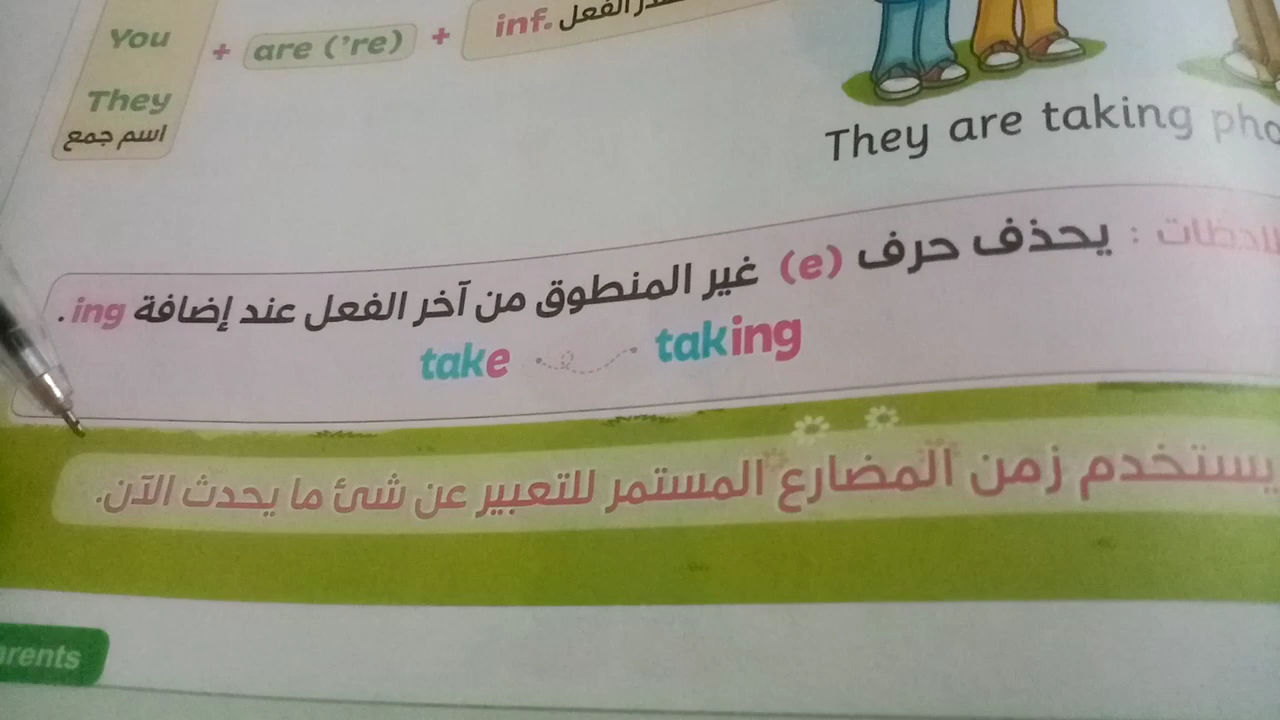 You
+ are ('re) + inf. الفعل
They
اسم جمع
They are taking
: يحذف حرف (e) غير المنطوق من آخر الفعل عند إضافة ing .
take taking
يستخدم زمن المضارع المستمر للتعبير عن شئ ما يحدث الآن.